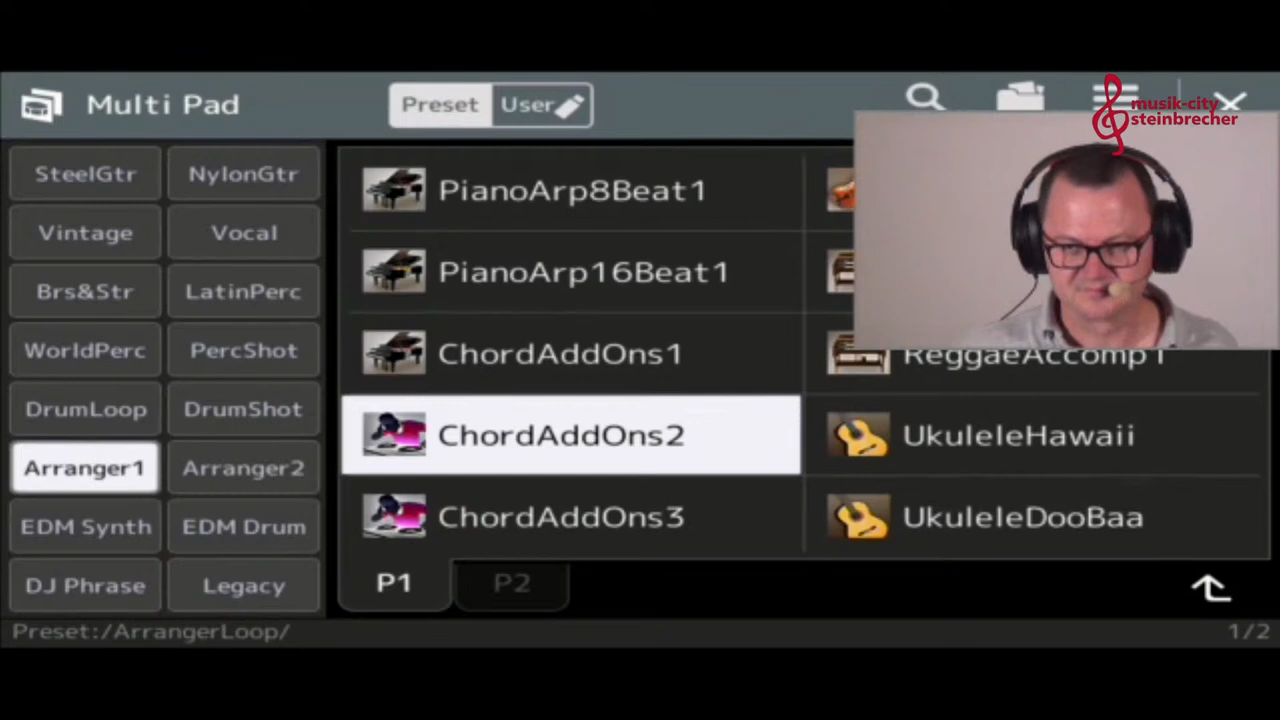 Multi Pad
Preset
User
musik-city
steinbrecher
SteelGtr
NylonGtr
Vintage
Vocal
Brs&Str
LatinPerc
WorldPerc
PercShot
DrumLoop
DrumShot
Arranger1
Arranger2
EDM Synth
EDM Drum
DJ Phrase
Legacy
PianoArp8Beat1
PianoArp16Beat1
ChordAddOns1
ChordAddOns2
ChordAddOns3
ReggaeAccomp1
UkuleleHawaii
UkuleleDooBaa
P1
P2
Preset:/ArrangerLoop/
1/2